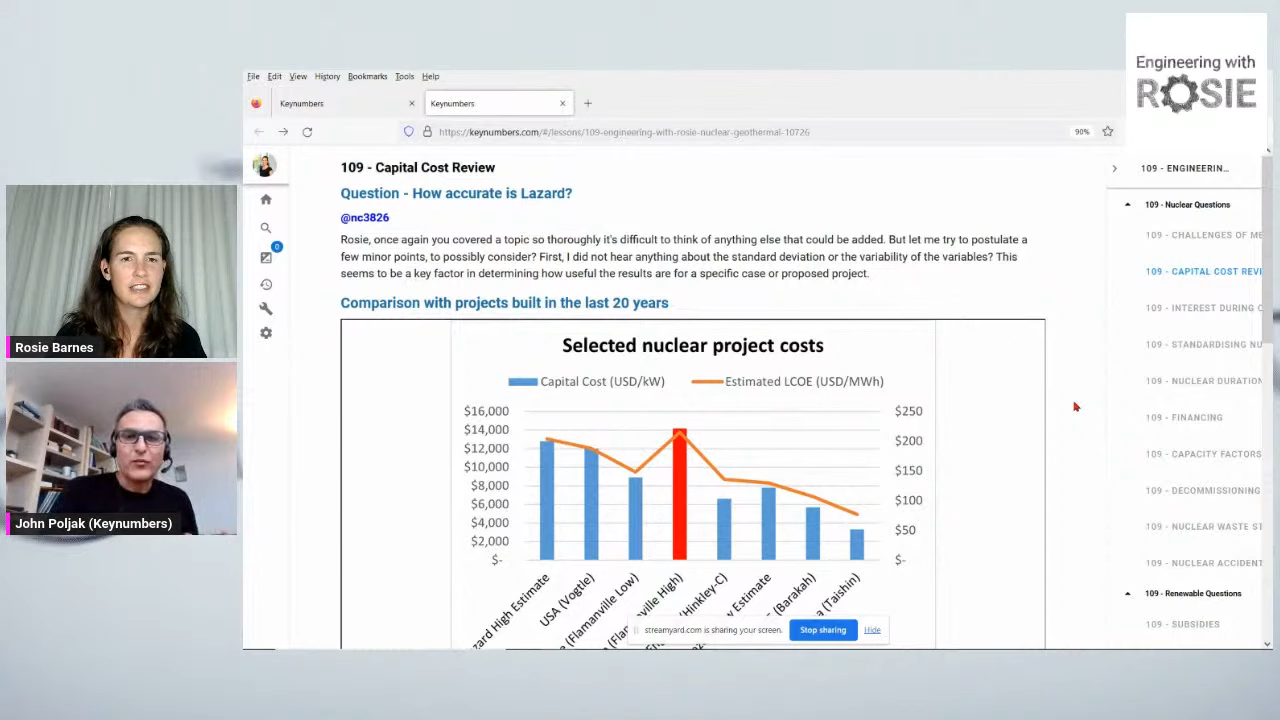 Engineering with
ROSIE
File Edit View History Bookmarks Tools Help
Keynumbers
Keynumbers
https://keynumbers.com/#/lessons/109-engineering-with-rosie-nuclear-geothermal-10726
90%
0
109 - Capital Cost Review
Question - How accurate is Lazard?
@nc3826
Rosie, once again you covered a topic so thoroughly it's difficult to think of anything else that could be added. But let me try to postulate a
few minor points, to possibly consider? First, I did not hear anything about the standard deviation or the variability of the variables? This
seems to be a key factor in determining how useful the results are for a specific case or proposed project.
Comparison with projects built in the last 20 years
Selected nuclear project costs
Capital Cost (USD/kW) Estimated LCOE (USD/MWh)
$16,000
$14,000
$12,000
$10,000
$8,000
$6,000
$4,000
$2,000
$-
$250
$200
$150
$100
$50
$-
zard High Estimate
USA (Vogtle)
(Flamanville Low)
ville High)
(Hinkley-C)
w Estimate
(Barakah)
a (Taishin)
streamyard.com is sharing your screen. Stop sharing Hide
109 - ENGINEERIN...
109 - Nuclear Questions
109 - CHALLENGES OF ME
109 - CAPITAL COST REVI
109 - INTEREST DURING C
109 - STANDARDISING NU
109 - NUCLEAR DURATION
109 - FINANCING
109 - CAPACITY FACTORS
109 - DECOMMISSIONING
109 - NUCLEAR WASTE ST
109 - NUCLEAR ACCIDENT
109 - Renewable Questions
109 - SUBSIDIES
Rosie Barnes
John Poljak (Keynumbers)